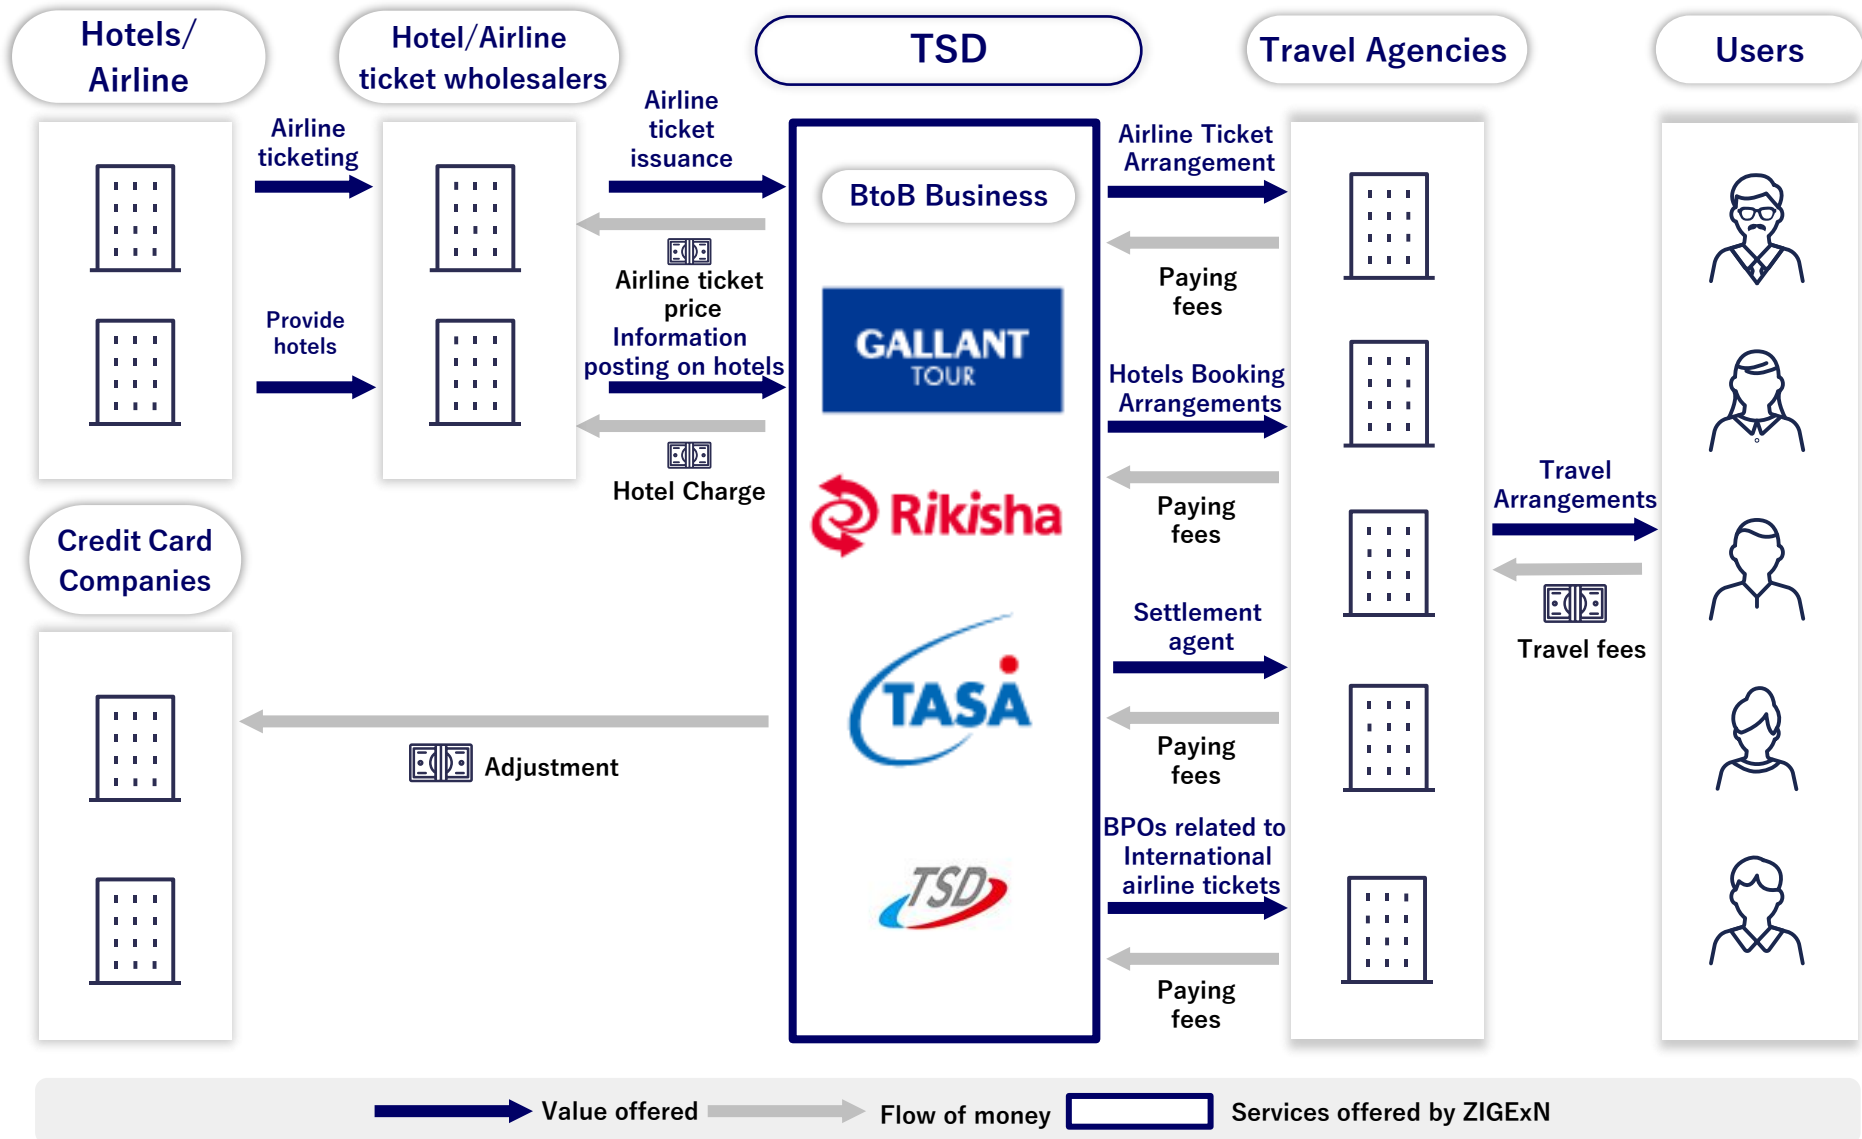 Hotels/
Airline
Hotel/Airline
ticket wholesalers
TSD
Travel Agencies
Users
Airline
ticketing
Provide
hotels
Airline
ticket
issuance
Airline ticket
price
Information
posting on hotels
Hotel Charge
BtoB Business
GALLANT
TOUR
Rikisha
TASA
TSD
Airline Ticket
Arrangement
Paying
fees
Hotels Booking
Arrangements
Paying
fees
Settlement
agent
Paying
fees
BPOs related to
International
airline tickets
Paying
fees
Travel
Arrangements
Travel fees
Credit Card
Companies
Adjustment
Value offered
Flow of money
Services offered by ZIGExN